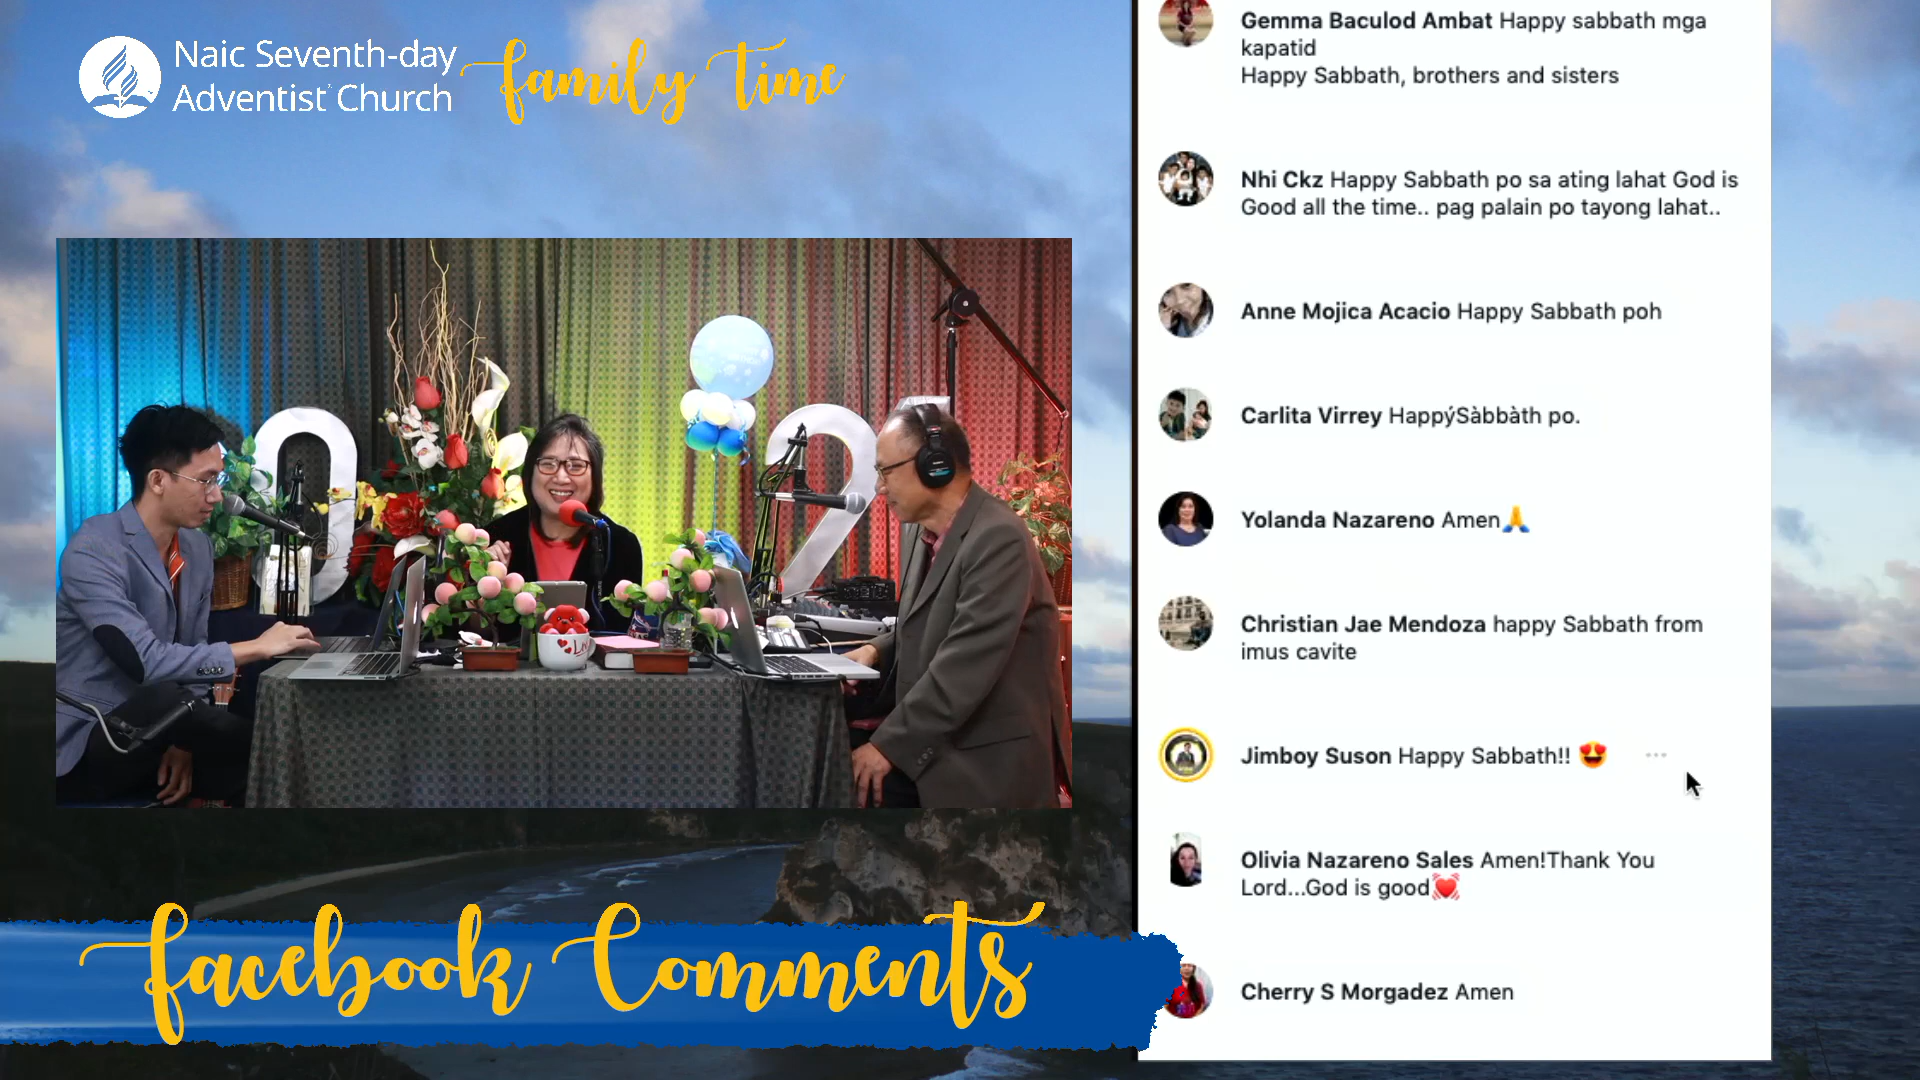 Naic Seventh-day
Adventist Church
family time
Gemma Baculod Ambat Happy sabbath mga
kapatid
Happy Sabbath, brothers and sisters
Nhi Ckz Happy Sabbath po sa ating lahat God is
Good all the time.. pag palain po tayong lahat..
Anne Mojica Acacio Happy Sabbath poh
Carlita Virrey HappýSàbbàth po.
Yolanda Nazareno Amen🙏
Christian Jae Mendoza happy Sabbath from
imus cavite
Jimboy Suson Happy Sabbath!! 😍
Olivia Nazareno Sales Amen!Thank You
Lord...God is good💓
Cherry S Morgadez Amen
0 2
facebook Comments